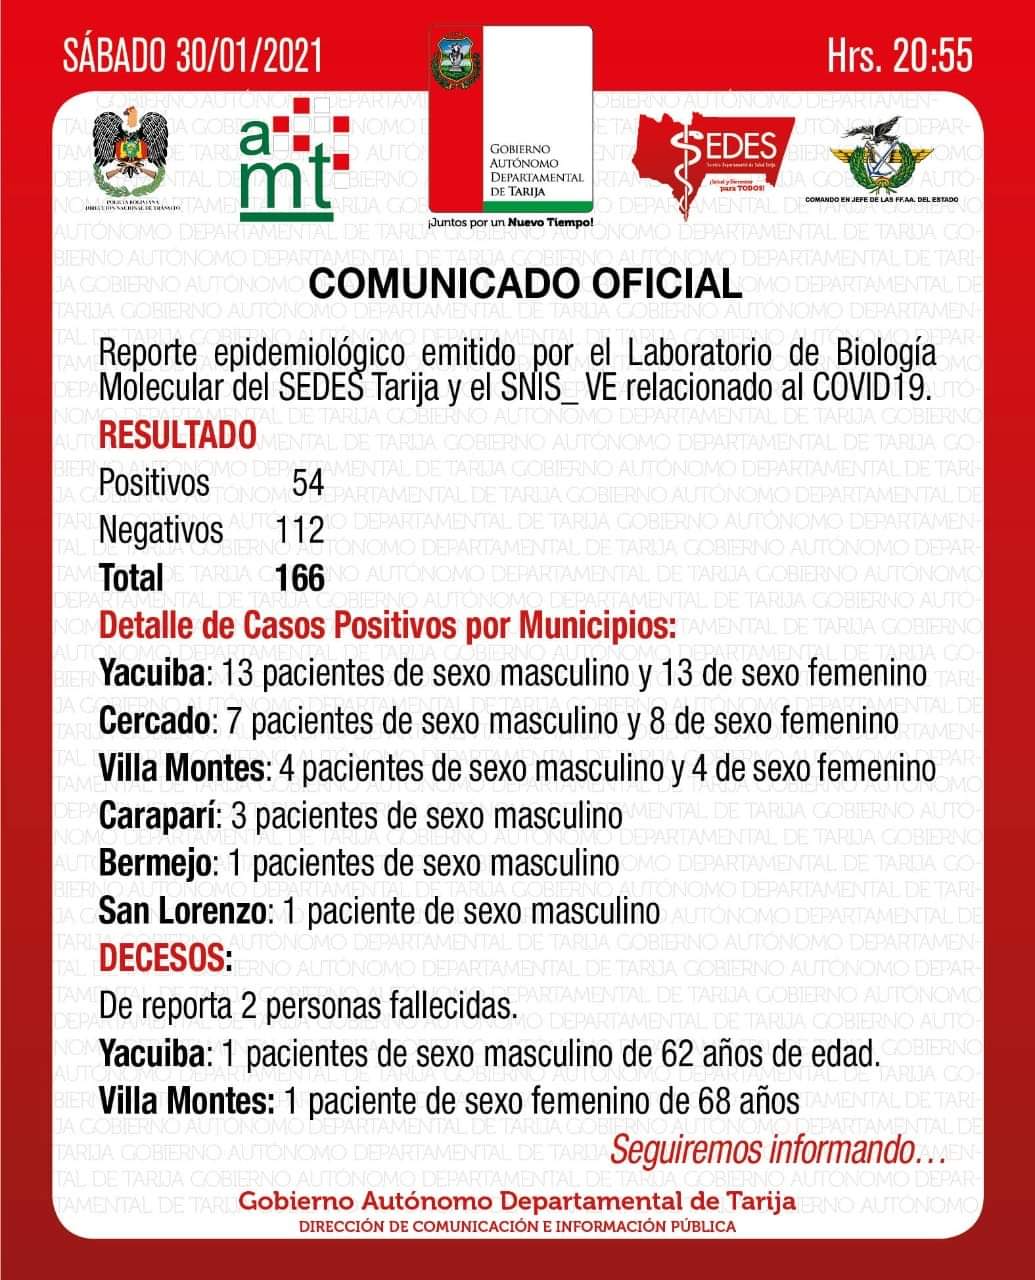 SÁBADO 30/01/2021
Hrs. 20:55
POLICÍA BOLIVIANA
DIRECCIÓN NACIONAL DE TRÁNSITO
amt
GOBIERNO
AUTÓNOMO
DEPARTAMENTAL
DE TARIJA
¡Juntos por un Nuevo Tiempo!
SEDES
Servicio Departamental de Salud Tarija
¡Salud y Bienestar
para TODOS!
COMANDO EN JEFE DE LAS FF.AA. DEL ESTADO
COMUNICADO OFICIAL
Reporte epidemiológico emitido por el Laboratorio de Biología
Molecular del SEDES Tarija y el SNIS_ VE relacionado al COVID19.
RESULTADO
Positivos 54
Negativos 112
Total 166
Detalle de Casos Positivos por Municipios:
Yacuiba: 13 pacientes de sexo masculino y 13 de sexo femenino
Cercado: 7 pacientes de sexo masculino y 8 de sexo femenino
Villa Montes: 4 pacientes de sexo masculino y 4 de sexo femenino
Caraparí: 3 pacientes de sexo masculino
Bermejo: 1 pacientes de sexo masculino
San Lorenzo: 1 paciente de sexo masculino
DECESOS:
De reporta 2 personas fallecidas.
Yacuiba: 1 pacientes de sexo masculino de 62 años de edad.
Villa Montes: 1 paciente de sexo femenino de 68 años
Seguiremos informando...
Gobierno Autónomo Departamental de Tarija
DIRECCIÓN DE COMUNICACIÓN E INFORMACIÓN PÚBLICA